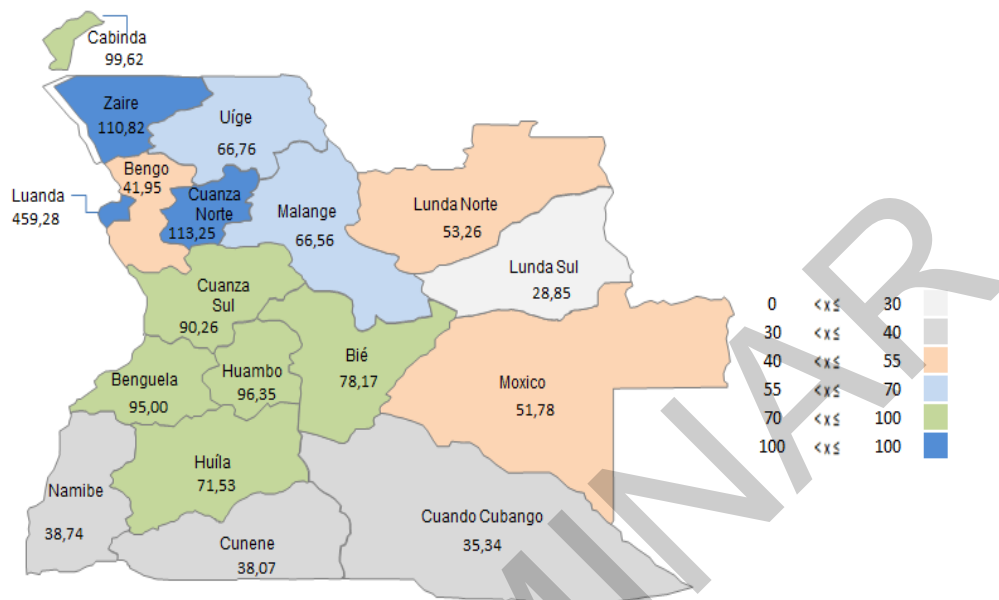 Cabinda
99,62
Zaire
110,82
Uíge
66,76
Bengo
41,95
Luanda
459,28
Cuanza
Norte
113,25
Malange
66,56
Lunda Norte
53,26
Lunda Sul
28,85
Cuanza
Sul
90,26
Benguela
95,00
Huambo
96,35
Bié
78,17
Moxico
51,78
Namibe
38,74
Huíla
71,53
Cunene
38,07
Cuando Cubango
35,34
0 <x≤ 30
30 <x≤ 40
40 <x≤ 55
55 <x≤ 70
70 <x≤ 100
100 <x≤ 100
MINAR